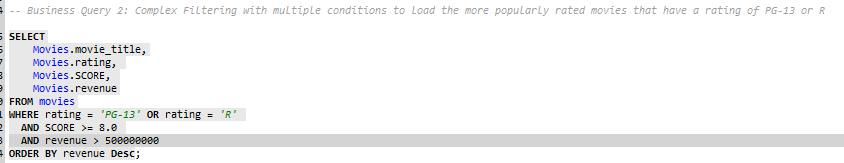 -- Business Query 2: Complex Filtering with multiple conditions to load the more popularly rated movies that have a rating of PG-13 or R
SELECT
Movies.movie_title,
Movies.rating,
Movies.SCORE,
Movies.revenue
FROM movies
WHERE rating = 'PG-13' OR rating = 'R'
AND SCORE >= 8.0
AND revenue > 500000000
ORDER BY revenue Desc;